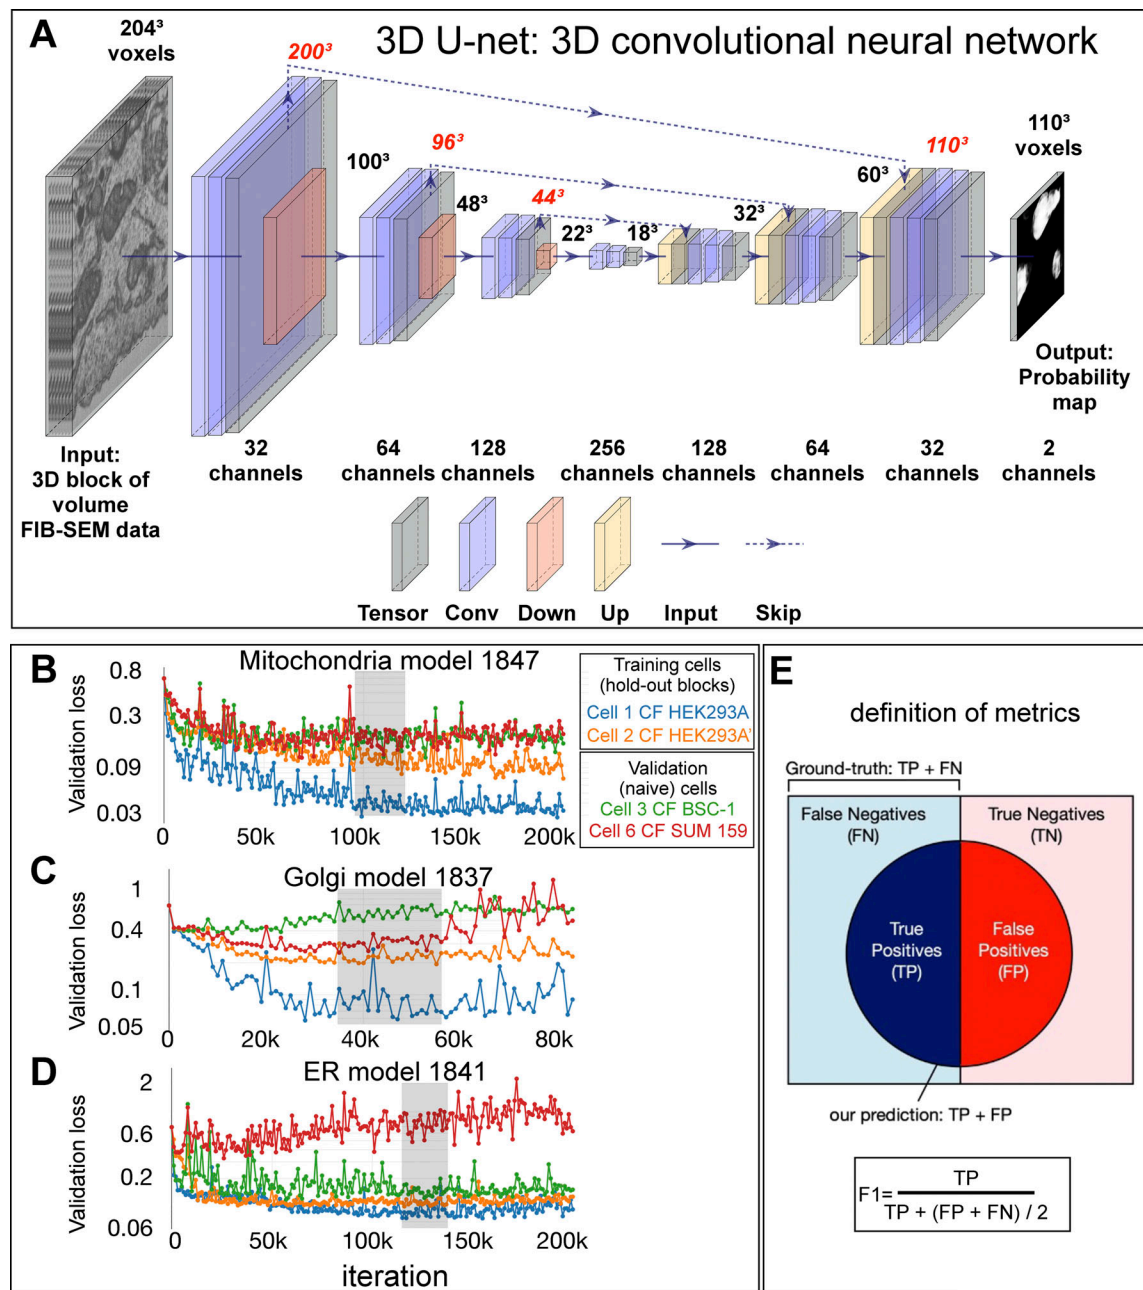 A
3D U-net: 3D convolutional neural network
204³
voxels
200³
100³
96³
48³
44³
22³
18³
32³
60³
110³
110³
voxels
Output:
Probability
map
Input:
3D block of
volume
FIB-SEM data
32
channels
64
channels
128
channels
256
channels
128
channels
64
channels
32
channels
2
channels
Tensor
Conv
Down
Up
Input
Skip
B
Mitochondria model 1847
Validation loss
0.8
0.3
0.09
0.03
0
50k
100k
150k
200k
Training cells
(hold-out blocks)
Cell 1 CF HEK293A
Cell 2 CF HEK293A'
Validation
(naive) cells
Cell 3 CF BSC-1
Cell 6 CF SUM 159
C
Golgi model 1837
Validation loss
1
0.4
0.1
0.05
0
20k
40k
60k
80k
D
ER model 1841
Validation loss
2
0.6
0.2
0.06
0
50k
100k
150k
200k
iteration
E
definition of metrics
Ground-truth: TP + FN
False Negatives
(FN)
True Negatives
(TN)
True
Positives
(TP)
False
Positives
(FP)
our prediction: TP + FP
F1= TP
TP + (FP + FN) / 2